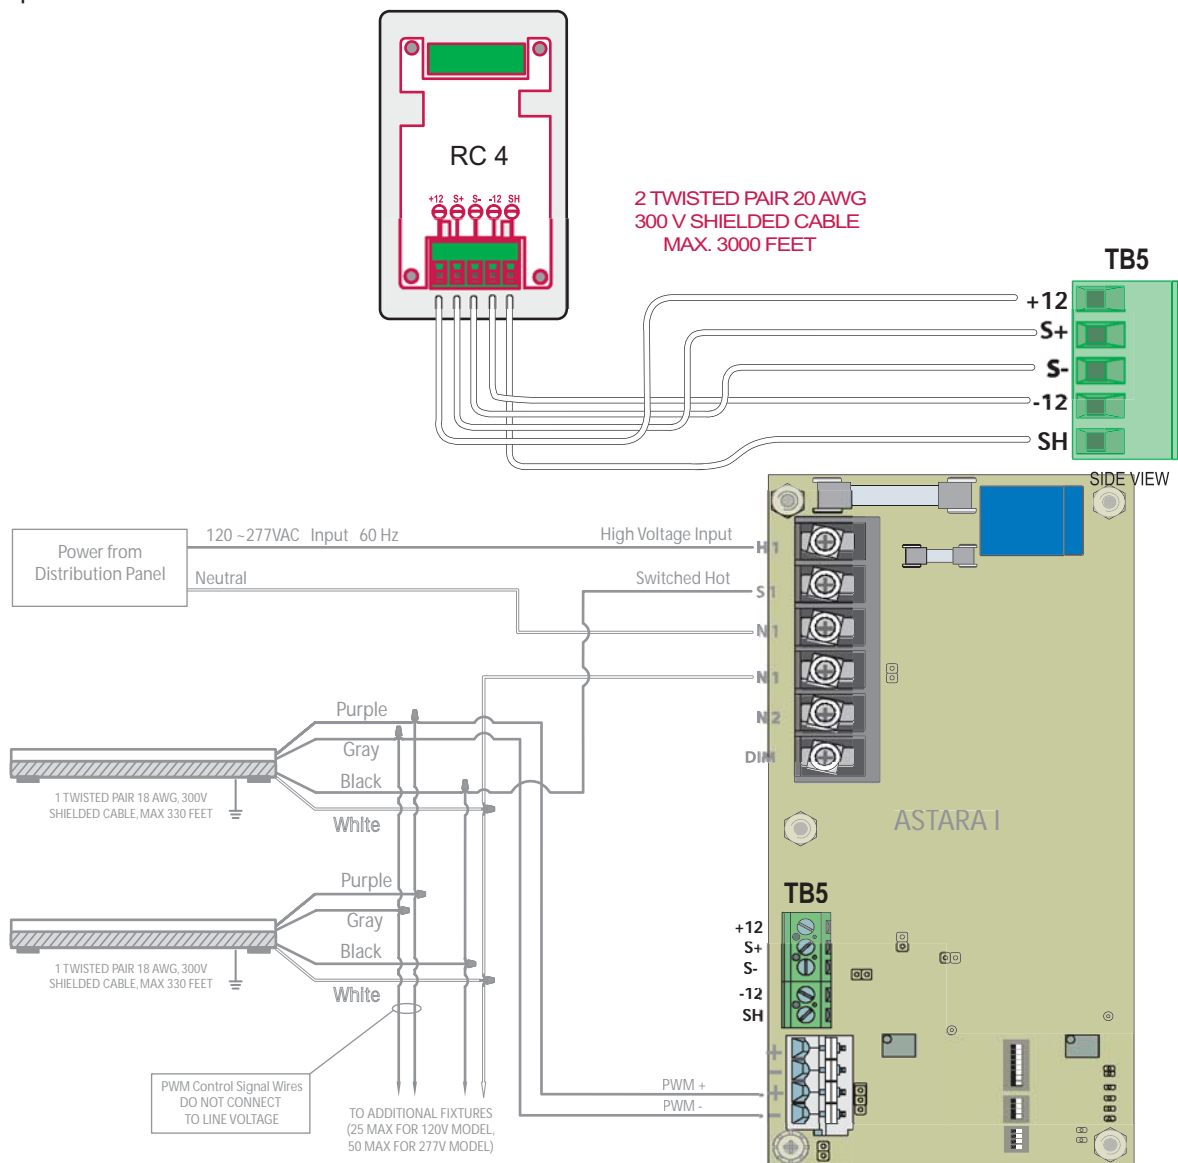 RC 4
+12 S+ S- -12 SH
2 TWISTED PAIR 20 AWG
300 V SHIELDED CABLE
MAX. 3000 FEET
TB5
+12
S+
S-
-12
SH
SIDE VIEW
Power from
Distribution Panel
120 ~277VAC Input 60 Hz
Neutral
High Voltage Input
H1
Switched Hot
S1
N1
N1
N2
DIM
Purple
Gray
Black
White
1 TWISTED PAIR 18 AWG, 300V
SHIELDED CABLE, MAX 330 FEET
ASTARA I
Purple
Gray
Black
White
1 TWISTED PAIR 18 AWG, 300V
SHIELDED CABLE, MAX 330 FEET
TB5
+12
S+
S-
-12
SH
+
-
+
-
PWM +
PWM -
PWM Control Signal Wires
DO NOT CONNECT
TO LINE VOLTAGE
TO ADDITIONAL FIXTURES
(25 MAX FOR 120V MODEL,
50 MAX FOR 277V MODEL)